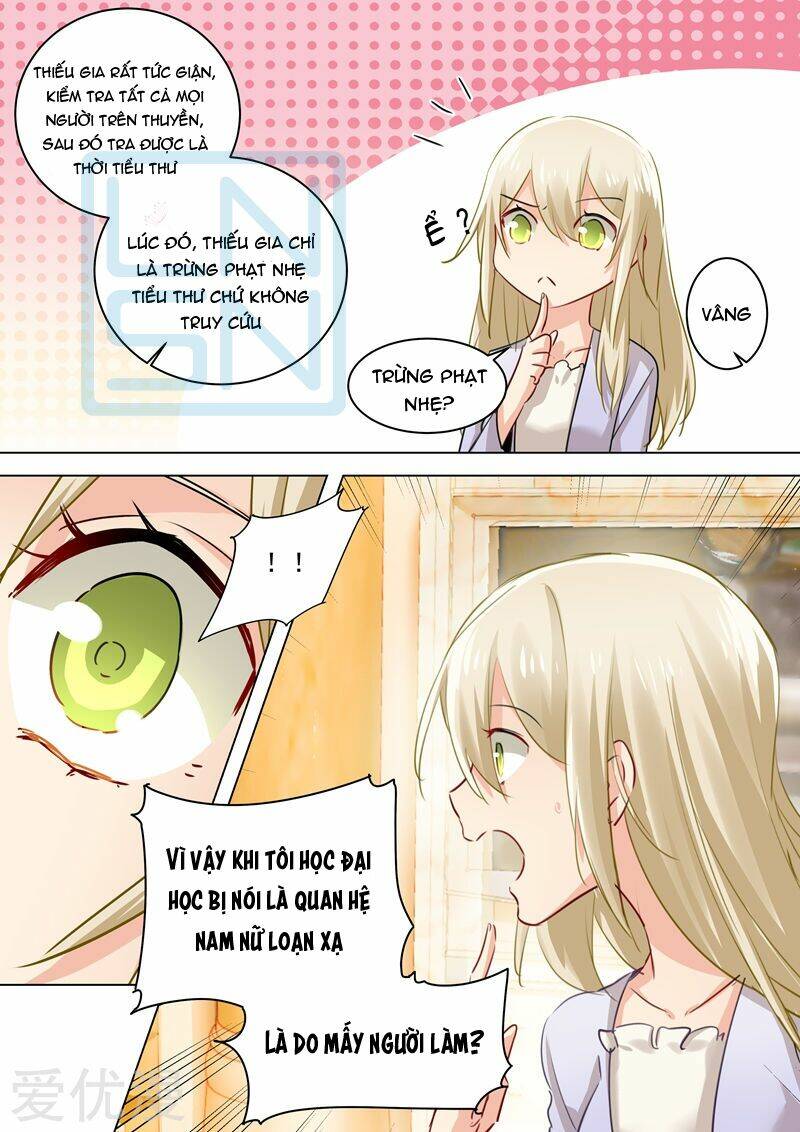 THIẾU GIA RẤT TỨC GIẬN,
KIỂM TRA TẤT CẢ MỌI
NGƯỜI TRÊN THUYỀN,
SAU ĐÓ TRA ĐƯỢC LÀ
THỜI TIỂU THƯ
LÚC ĐÓ, THIẾU GIA CHỈ
LÀ TRỪNG PHẠT NHẸ
TIỂU THƯ CHỨ KHÔNG
TRUY CỨU
Ể?
TRỪNG PHẠT
NHẸ?
VÂNG
!!
VÌ VẬY KHI TÔI HỌC ĐẠI
HỌC BỊ NÓI LÀ QUAN HỆ
NAM NỮ LOẠN XẠ
LÀ DO MẤY NGƯỜI LÀM?
爱优漫